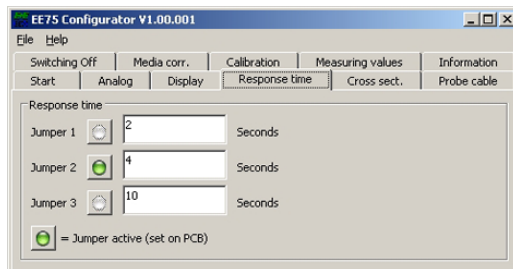 EE75 Configurator V1.00.001
File Help
Switching Off Media corr. Calibration Measuring values Information
Start Analog Display Response time Cross sect. Probe cable
Response time
Jumper 1 2 Seconds
Jumper 2 4 Seconds
Jumper 3 10 Seconds
= Jumper active (set on PCB)